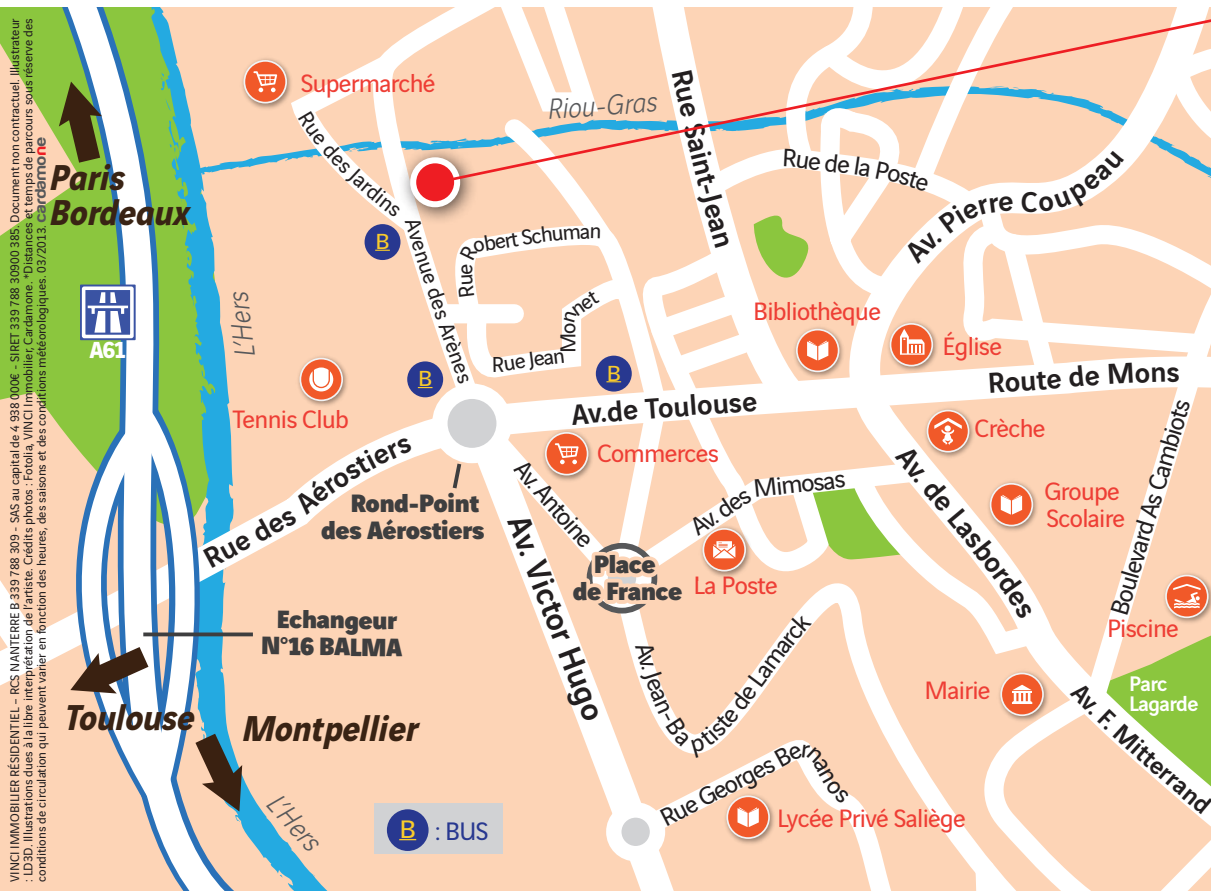 VINCI IMMOBILIER RÉSIDENTIEL – RCS NANTERRE B 339 788 309 - SAS au capital de 4 938 000€ - SIRET 339 788 30900 385. Document non contractuel. Illustrateur
: LD3D. Illustrations dues à la libre interprétation de l'artiste. Crédits photos : Fotolia, VINCI Immobilier, Cardamone. *Distances et temps de parcours sous réserve des
conditions de circulation qui peuvent varier en fonction des heures, des saisons et des conditions météorologiques. 03/2013. cardamone
Supermarché
Riou-Gras
Rue Saint-Jean
Rue des Jardins
Rue de la Poste
Paris
Bordeaux
Av. Pierre Coupeau
B
Avenue des Arènes
Rue Robert Schuman
L'Hers
A61
Rue Jean Monnet
Bibliothèque
Église
B
B
Tennis Club
Av.de Toulouse
Route de Mons
Crèche
Commerces
Rue des Aérostiers
Rond-Point
des Aérostiers
Av. Antoine
Av. des Mimosas
Av. de Lasbordes
Groupe
Scolaire
Boulevard As Cambiots
Av. Victor Hugo
Place
de France
La Poste
Echangeur
N°16 BALMA
Piscine
Av. Jean-Baptiste de Lamarck
Mairie
Parc
Lagarde
Toulouse
Montpellier
Av. F. Mitterrand
Rue Georges Bernanos
L'Hers
B : BUS
Lycée Privé Saliège